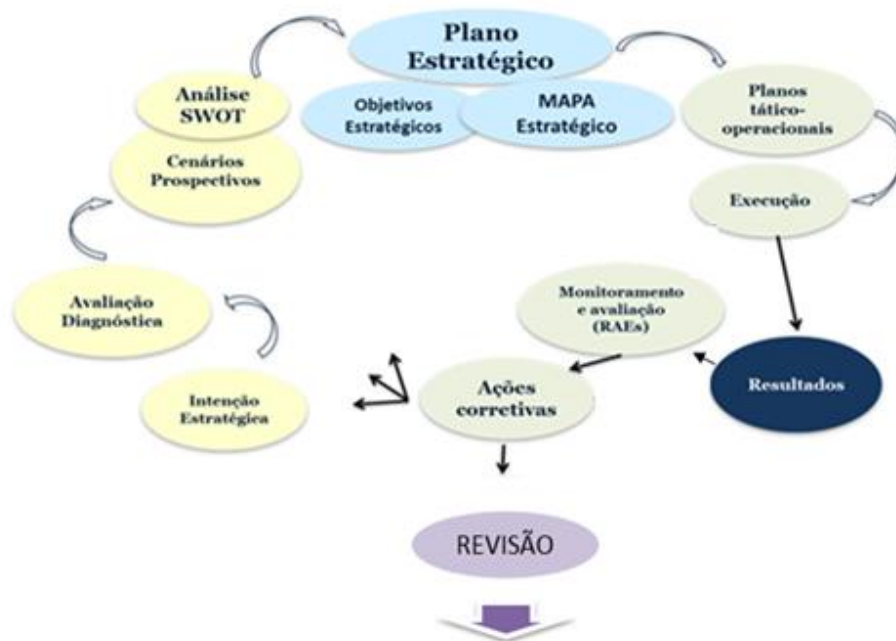 Plano
Estratégico
Análise
SWOT
Objetivos
Estratégicos
MAPA
Estratégico
Planos
tático-
operacionais
Cenários
Prospectivos
Execução
Avaliação
Diagnóstica
Monitoramento
e avaliação
(RAEs)
Resultados
Ações
corretivas
Intenção
Estratégica
REVISÃO